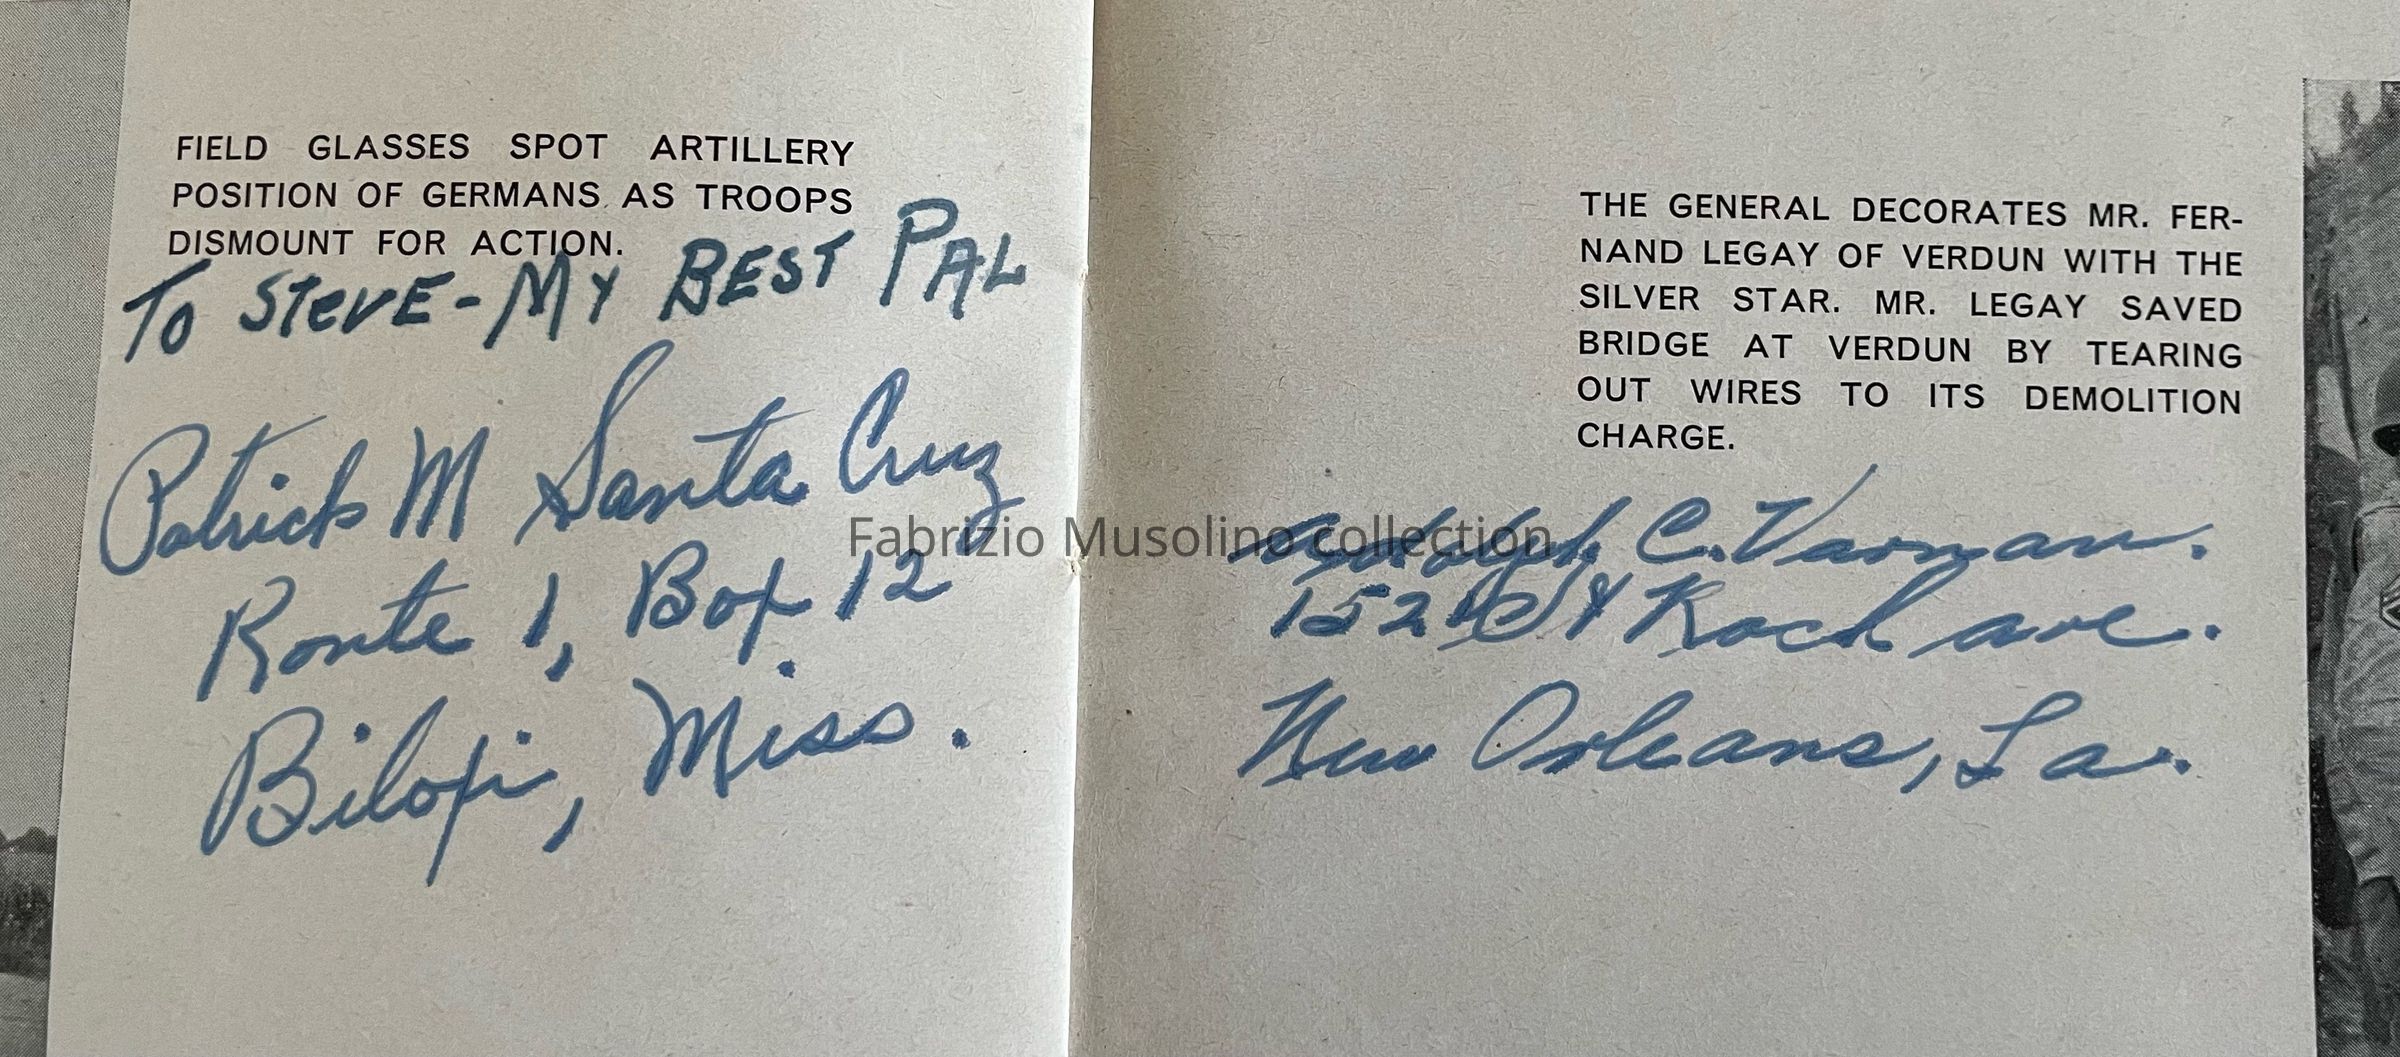 FIELD GLASSES SPOT ARTILLERY
POSITION OF GERMANS AS TROOPS
DISMOUNT FOR ACTION.
TO STEVE - MY BEST PAL
Patrick M Santa Cruz
Route 1, Box 12
Biloxi, Miss.
THE GENERAL DECORATES MR. FER-
NAND LEGAY OF VERDUN WITH THE
SILVER STAR. MR. LEGAY SAVED
BRIDGE AT VERDUN BY TEARING
OUT WIRES TO ITS DEMOLITION
CHARGE.
Adolph C.
Roch ave.
New Orleans, La.
Fabrizio Musolino collection